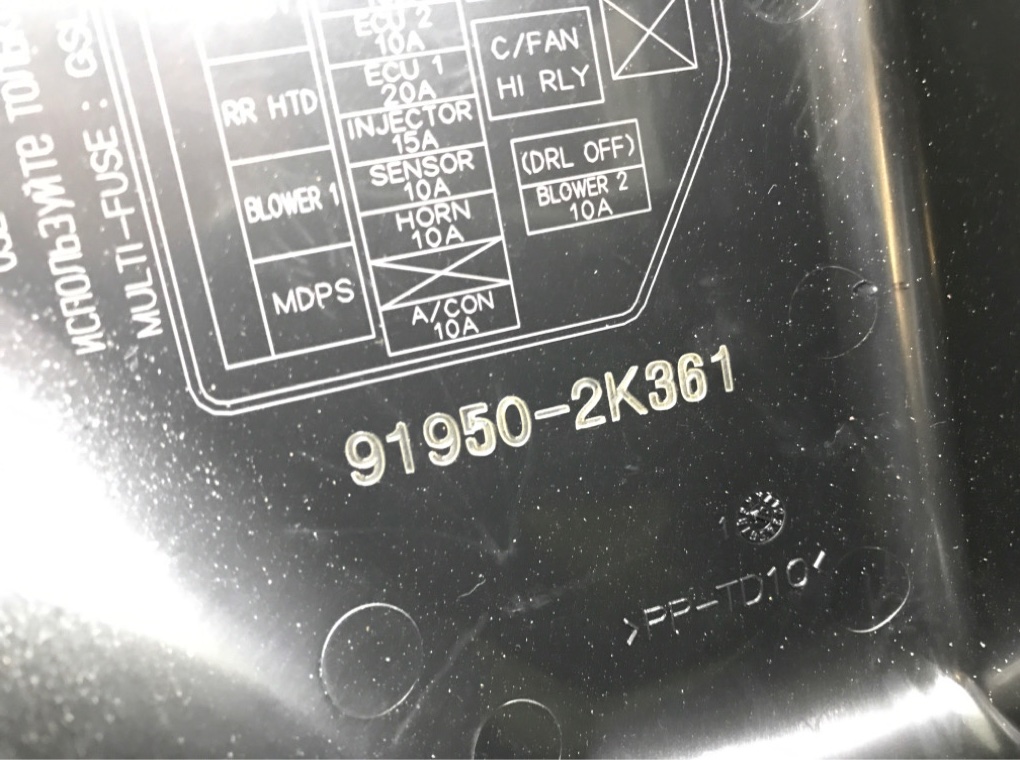 ИСПОЛЬЗУЙТЕ
MULTI-FUSE :
RR HTD
BLOWER 1
MDPS
ECU 2
10A
ECU 1
20A
INJECTOR
15A
SENSOR
10A
HORN
10A
A/CON
10A
C/FAN
HI RLY
(DRL OFF)
BLOWER 2
10A
91950-2K361
>PP-TD10<